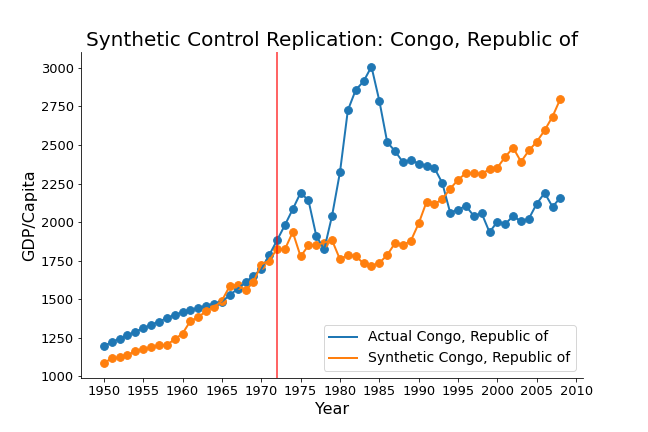 Synthetic Control Replication: Congo, Republic of
GDP/Capita
3000
2750
2500
2250
2000
1750
1500
1250
1000
Actual Congo, Republic of
Synthetic Congo, Republic of
1950 1955 1960 1965 1970 1975 1980 1985 1990 1995 2000 2005 2010
Year